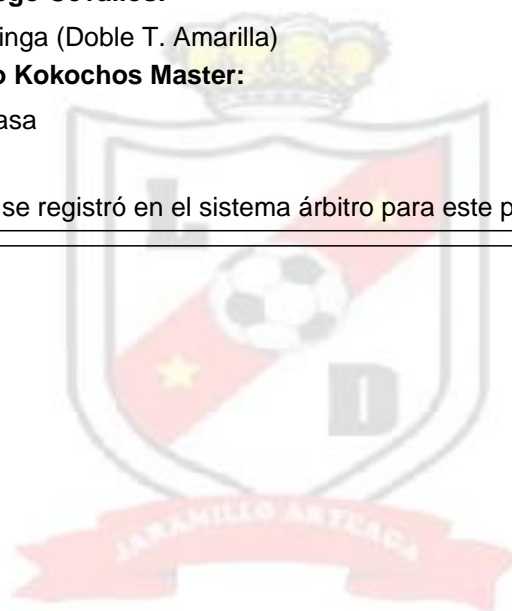 inga (Doble T. Amarilla)
o Kokochos Master:
asa
se registró en el sistema árbitro para este p
L
D
JARAMILLO ARTEAGA